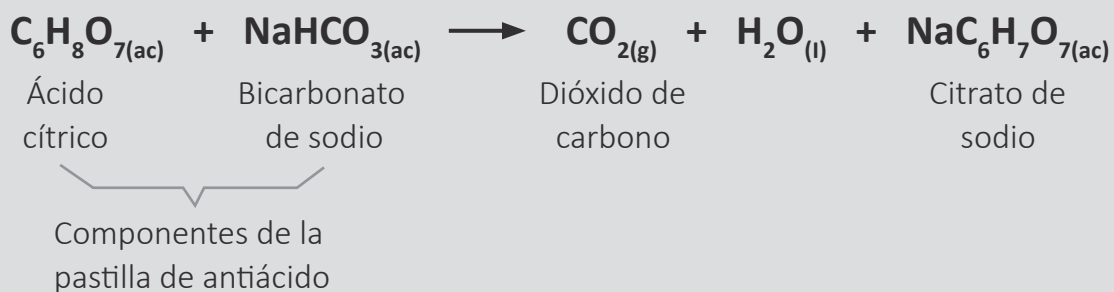 C₆H₈O₇(ac) + NaHCO₃(ac) ⟶ CO₂(g) + H₂O(l) + NaC₆H₇O₇(ac)
Ácido cítrico
Bicarbonato de sodio
Dióxido de carbono
Citrato de sodio
Componentes de la
pastilla de antiácido